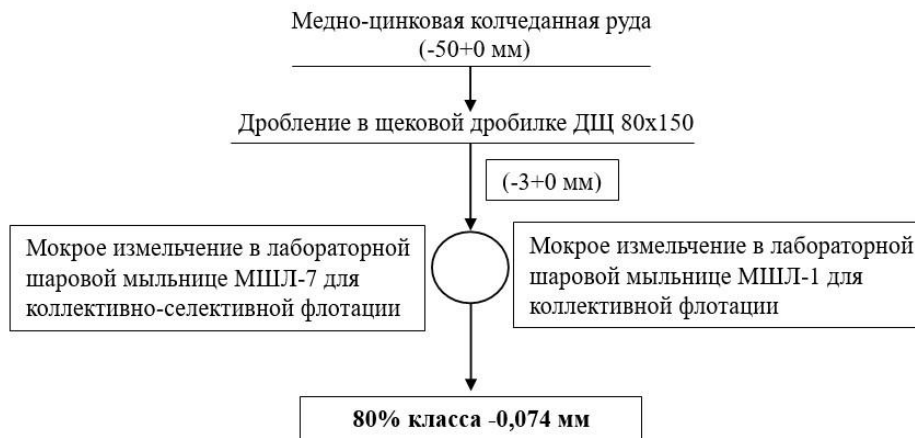 Медно-цинковая колчеданная руда
(-50+0 мм)
Дробление в щековой дробилке ДЩ 80х150
(-3+0 мм)
Мокрое измельчение в лабораторной
шаровой мыльнице МШЛ-7 для
коллективно-селективной флотации
Мокрое измельчение в лабораторной
шаровой мыльнице МШЛ-1 для
коллективной флотации
80% класса -0,074 мм